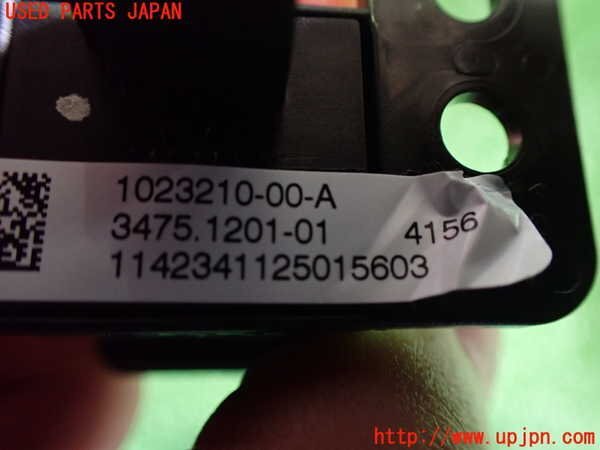 USED PARTS JAPAN
1023210-00-A
3475.1201-01 4156
1142341125015603
http://www.upjpn.com/